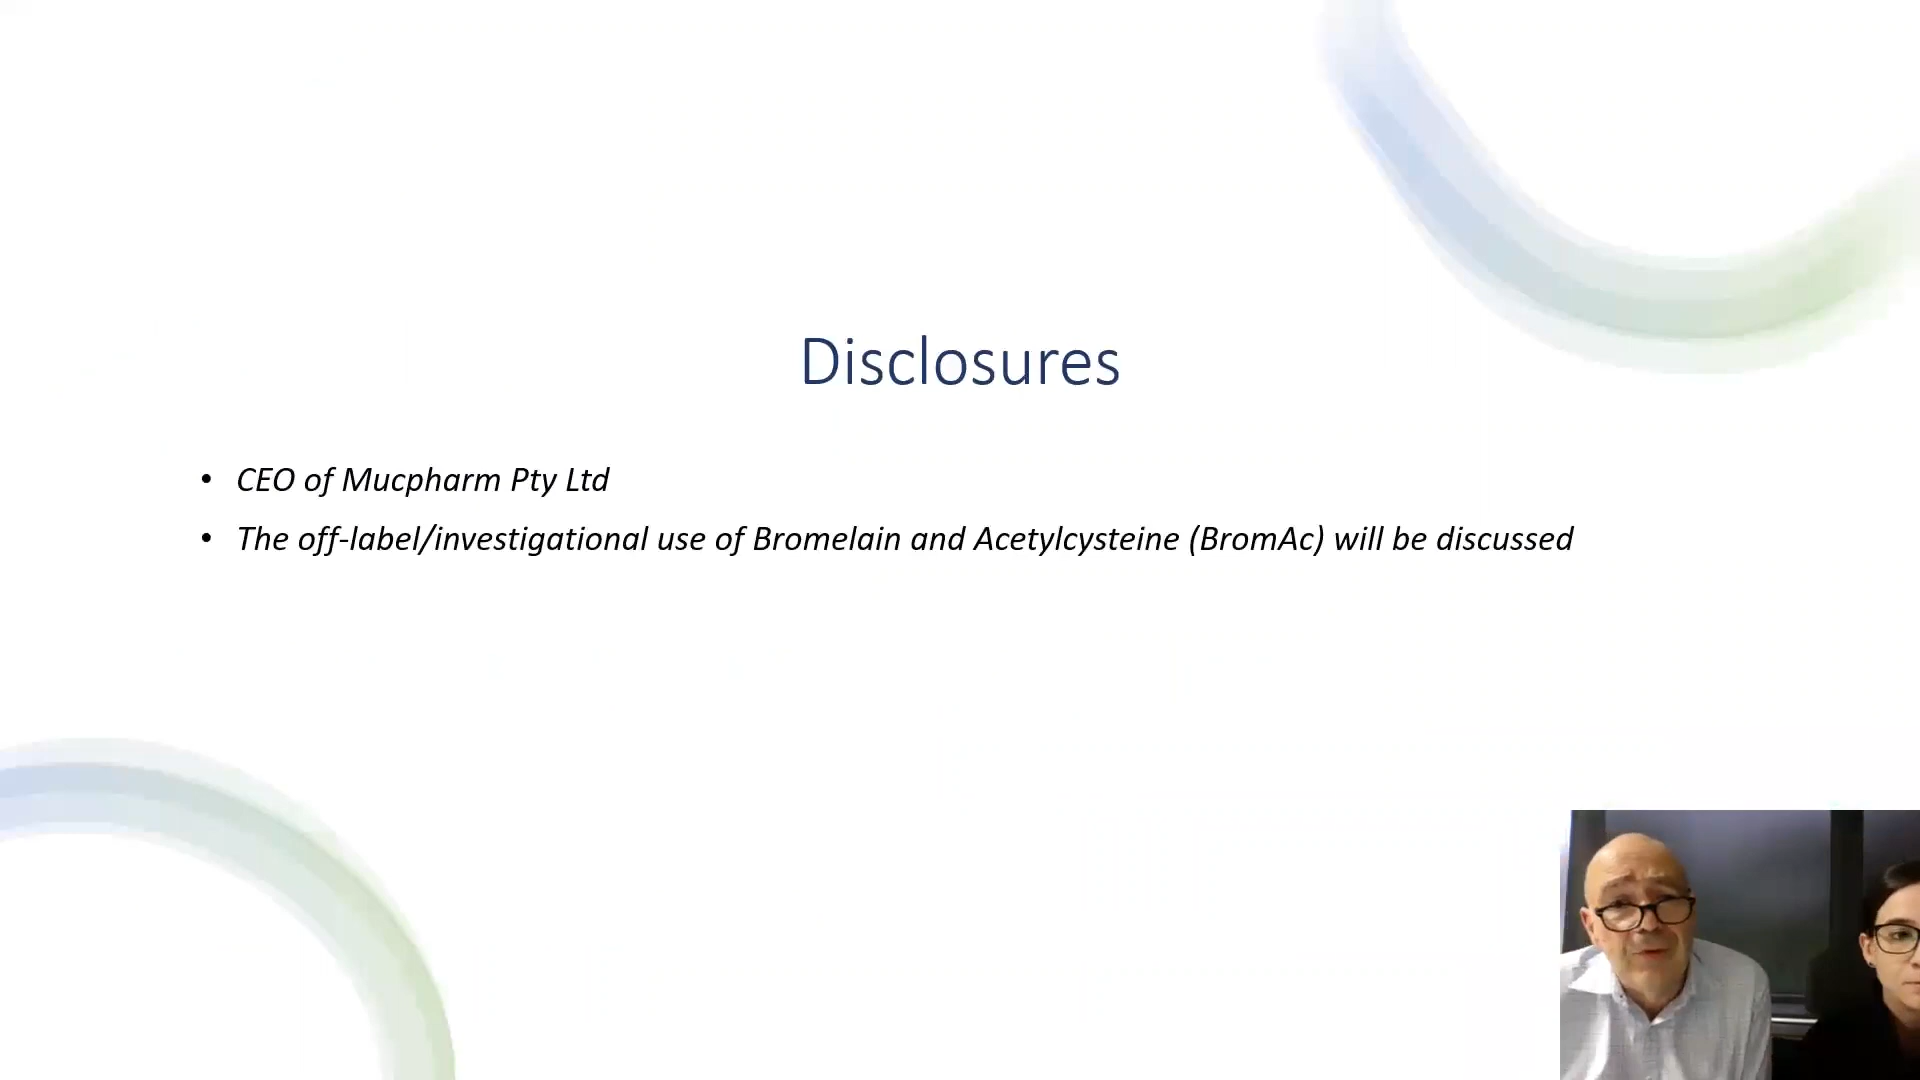 Disclosures
• CEO of Mucpharm Pty Ltd
• The off-label/investigational use of Bromelain and Acetylcysteine (BromAc) will be discussed